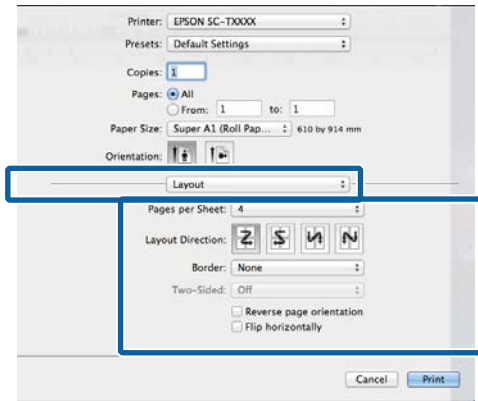 Printer: EPSON SC-TXXXX
Presets: Default Settings
Copies: 1
Pages: All
From: 1 to: 1
Paper Size: Super A1 (Roll Pap... 610 by 914 mm
Orientation:
Layout
Pages per Sheet: 4
Layout Direction:
Border: None
Two-Sided: Off
Reverse page orientation
Flip horizontally
Cancel Print